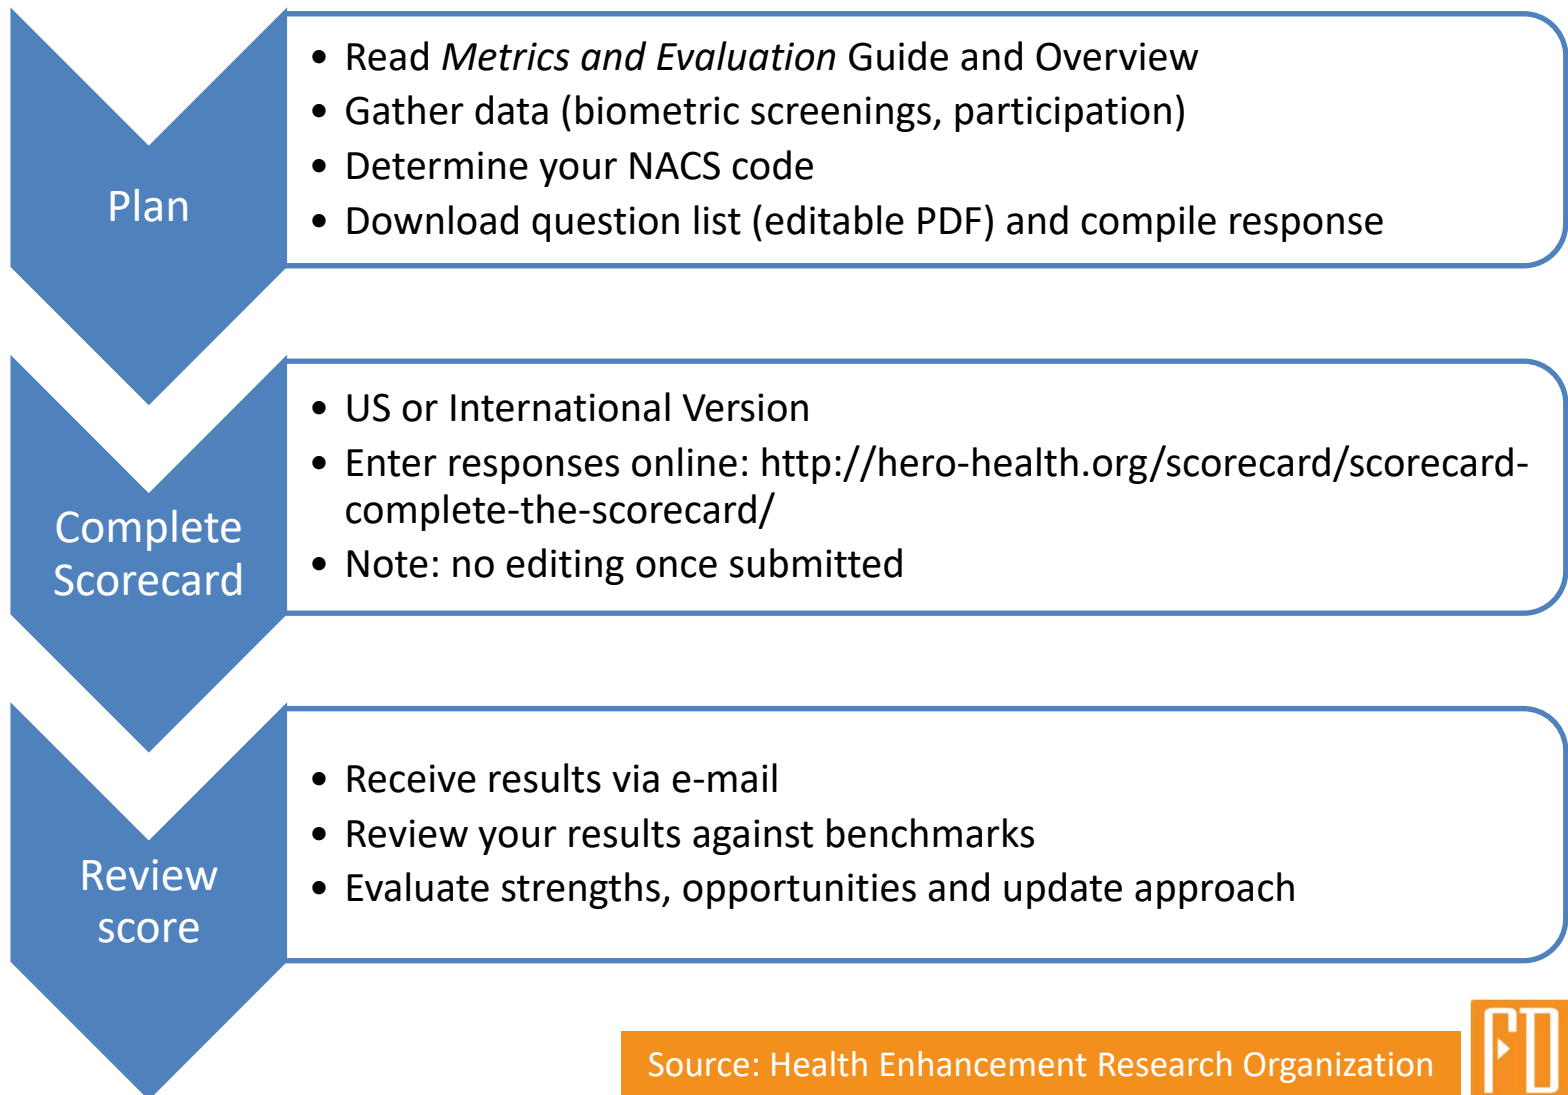 Plan
• Read Metrics and Evaluation Guide and Overview
• Gather data (biometric screenings, participation)
• Determine your NACS code
• Download question list (editable PDF) and compile response
Complete
Scorecard
• US or International Version
• Enter responses online: http://hero-health.org/scorecard/scorecard-
complete-the-scorecard/
• Note: no editing once submitted
Review
score
• Receive results via e-mail
• Review your results against benchmarks
• Evaluate strengths, opportunities and update approach
Source: Health Enhancement Research Organization
FD